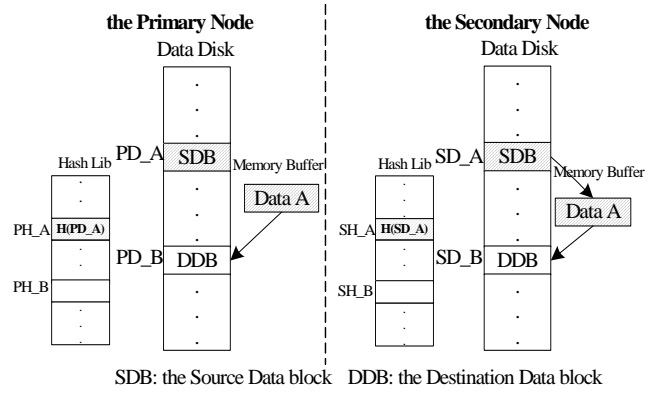 the Primary Node
Data Disk
Hash Lib
PD_A
SDB
Memory Buffer
Data A
PH_A
H(PD_A)
PD_B
DDB
PH_B
the Secondary Node
Data Disk
Hash Lib
SD_A
SDB
Memory Buffer
Data A
SH_A
H(SD_A)
SD_B
DDB
SH_B
SDB: the Source Data block DDB: the Destination Data block